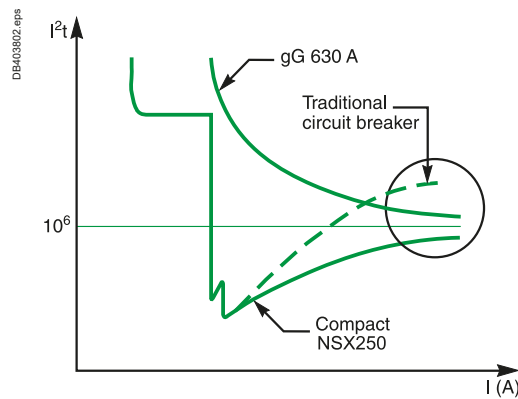 DB403802.eps
I²t
gG 630 A
Traditional
circuit breaker
10⁶
Compact
NSX250
I (A)